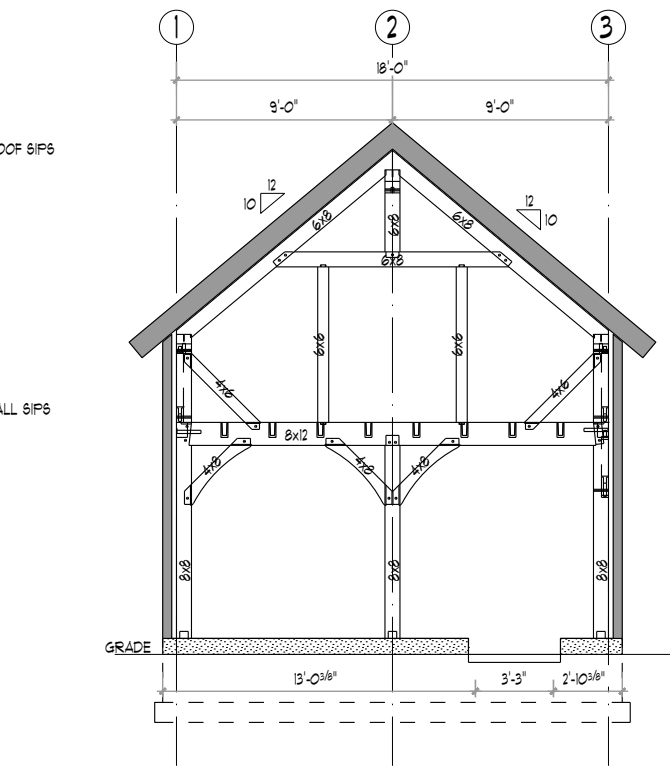 1 2 3
18'-0"
9'-0" 9'-0"
OOF SIPS
12 12
10 10
6x8 6x8 6x8
6x8
6x6 6x6
4x6 4x6
ALL SIPS
8x12
4x8 4x8 4x8
8x8 8x8 8x8
GRADE
13'-0 3/8" 3'-3" 2'-10 3/8"